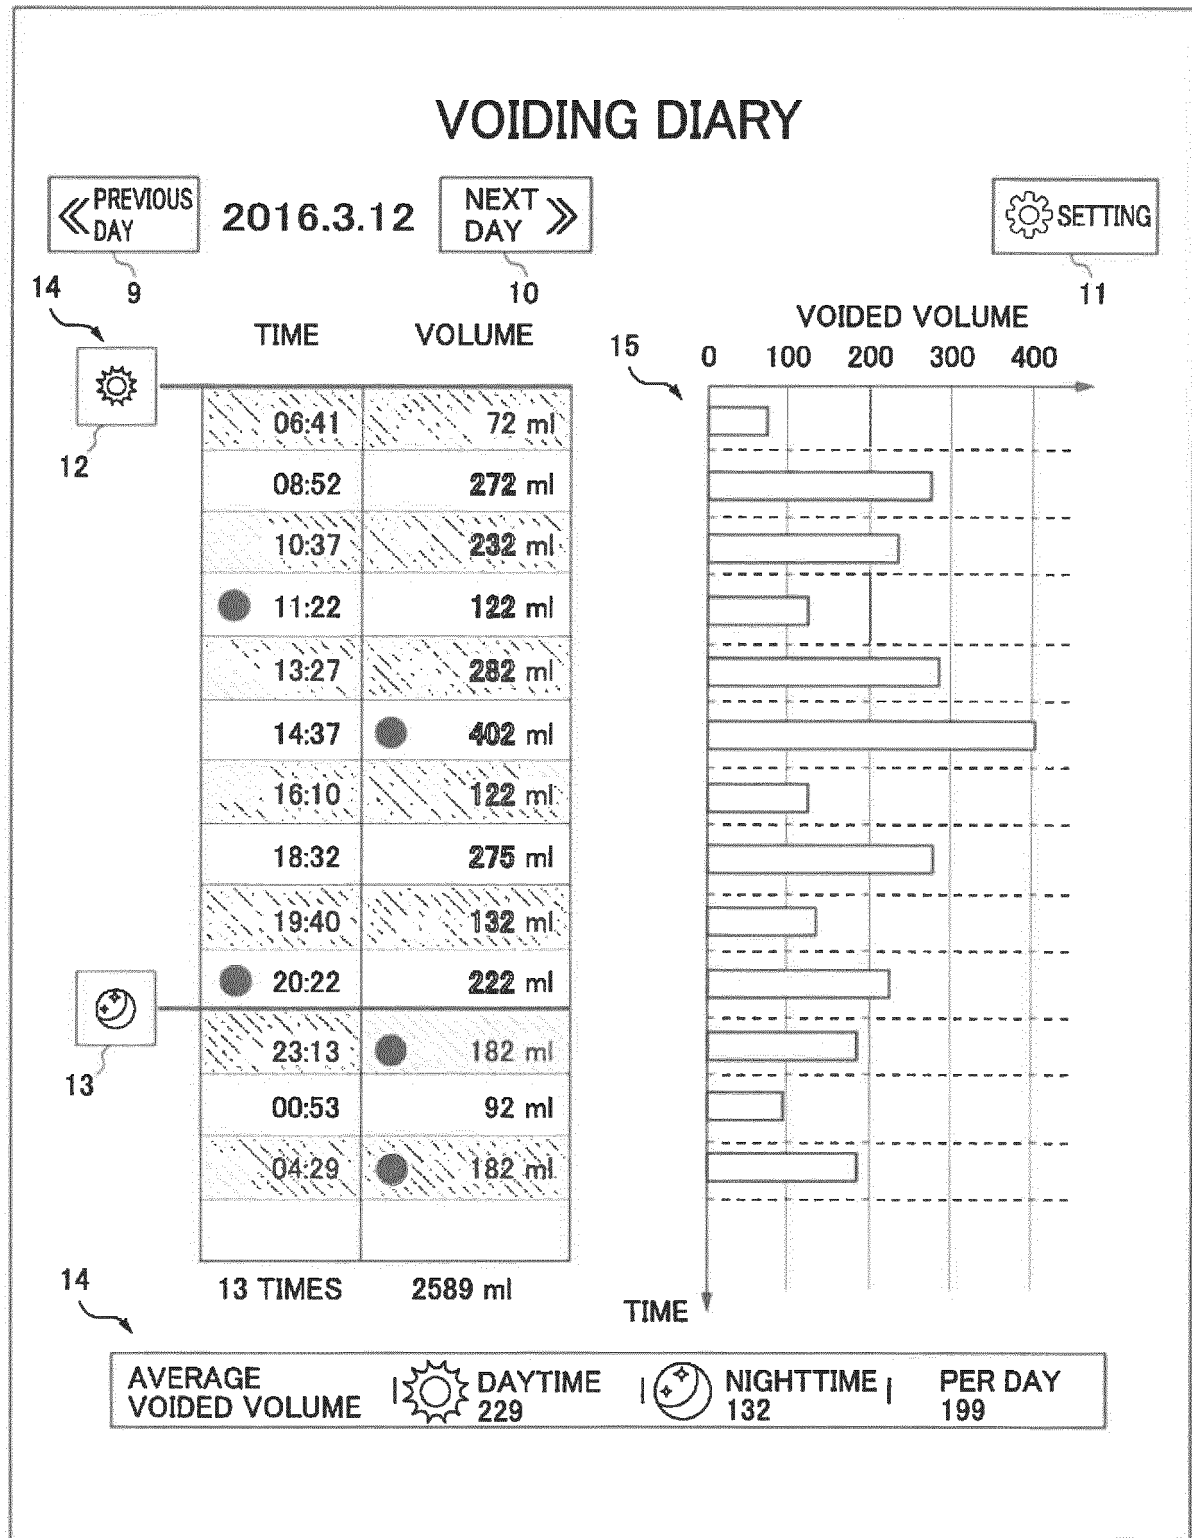 VOIDING DIARY
PREVIOUS
DAY
2016.3.12
NEXT
DAY
SETTING
9
10
11
14
TIME VOLUME
12
06:41 72 ml
08:52 272 ml
10:37 232 ml
11:22 122 ml
13:27 282 ml
14:37 402 ml
16:10 122 ml
18:32 275 ml
19:40 132 ml
20:22 222 ml
13
23:13 182 ml
00:53 92 ml
04:29 182 ml
13 TIMES 2589 ml
15
VOIDED VOLUME
0 100 200 300 400
TIME
14
AVERAGE
VOIDED VOLUME
DAYTIME
229
NIGHTTIME
132
PER DAY
199